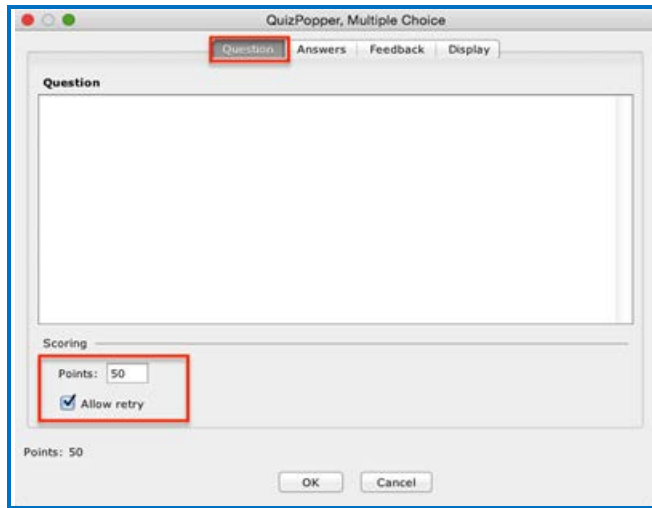 QuizPopper, Multiple Choice
Question Answers Feedback Display
Question
Scoring
Points: 50
Allow retry
Points: 50
OK Cancel